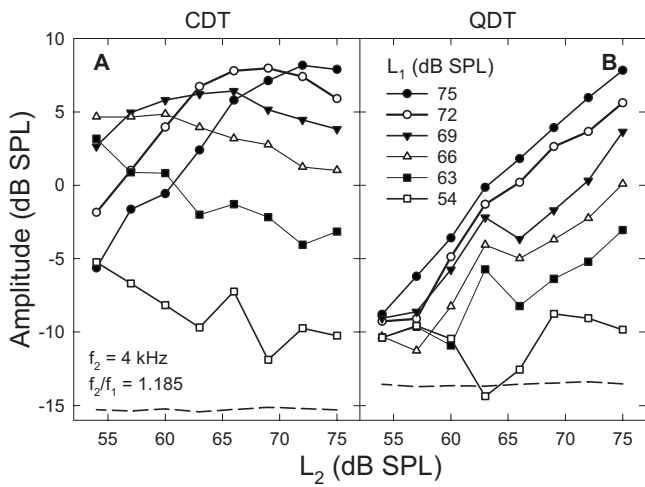 CDT
QDT
A
B
L₁ (dB SPL)
75
72
69
66
63
54
10
5
0
-5
-10
-15
Amplitude (dB SPL)
f₂ = 4 kHz
f₂/f₁ = 1.185
55 60 65 70 75
55 60 65 70 75
L₂ (dB SPL)